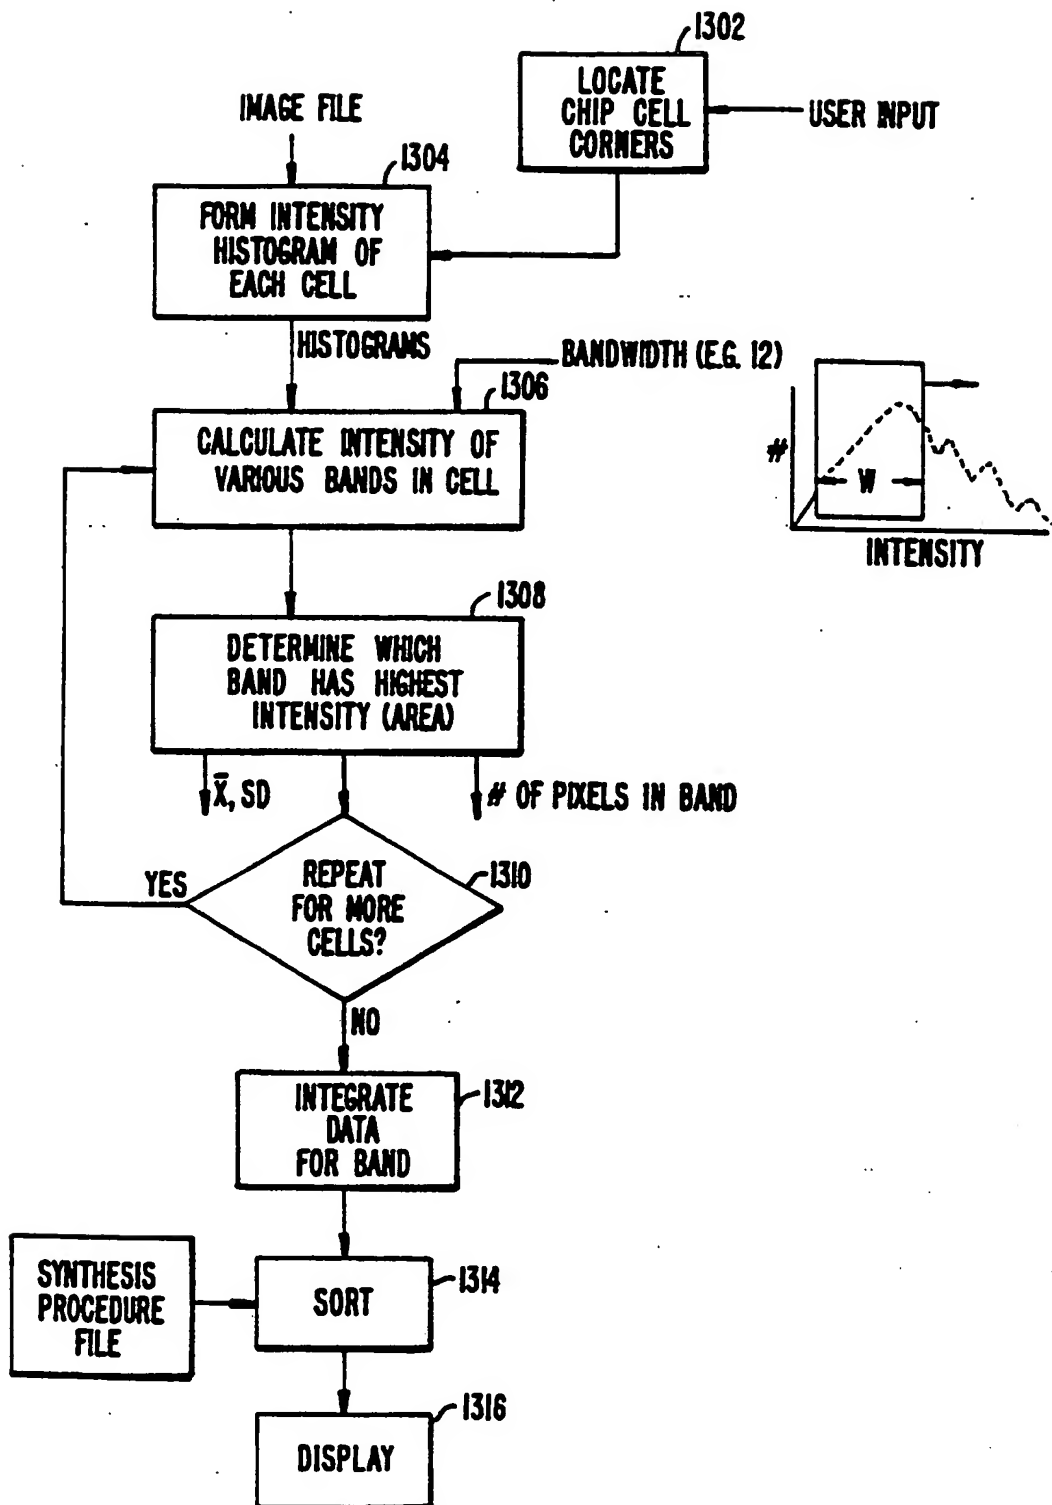 1302
LOCATE
CHIP CELL
CORNERS
USER INPUT
IMAGE FILE
1304
FORM INTENSITY
HISTOGRAM OF
EACH CELL
HISTOGRAMS
BANDWIDTH (E.G. 12)
1306
CALCULATE INTENSITY OF
VARIOUS BANDS IN CELL
#
W
INTENSITY
1308
DETERMINE WHICH
BAND HAS HIGHEST
INTENSITY (AREA)
X̄, SD
# OF PIXELS IN BAND
YES
REPEAT
FOR MORE
CELLS?
1310
NO
INTEGRATE
DATA
FOR BAND
1312
SYNTHESIS
PROCEDURE
FILE
SORT
1314
1316
DISPLAY